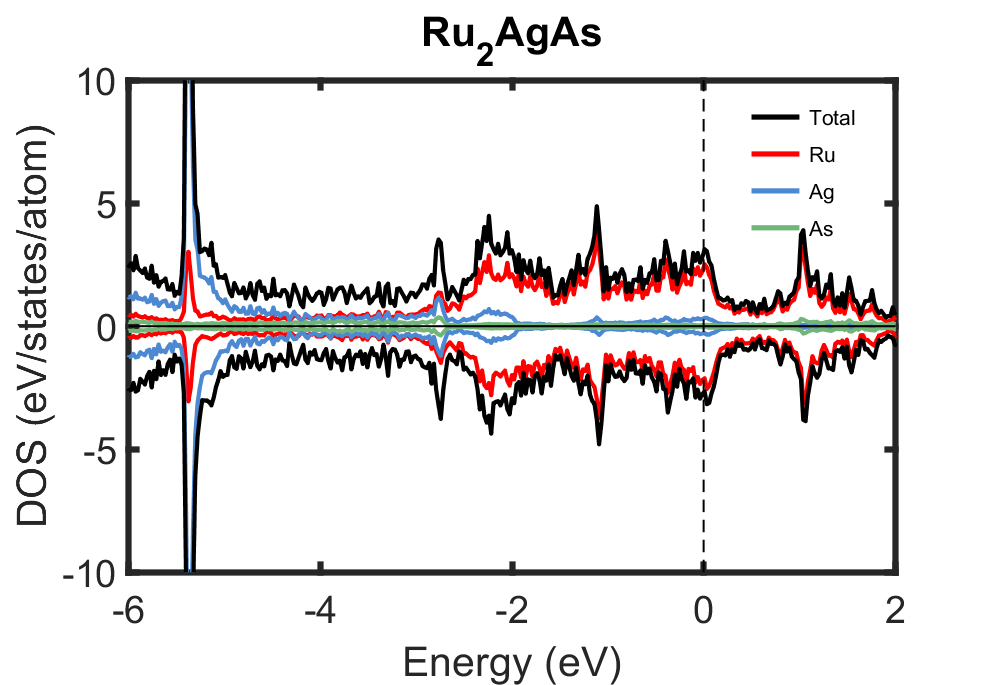 Ru₂AgAs
DOS (eV/states/atom)
10
5
0
-5
-10
Total
Ru
Ag
As
-6 -4 -2 0 2
Energy (eV)